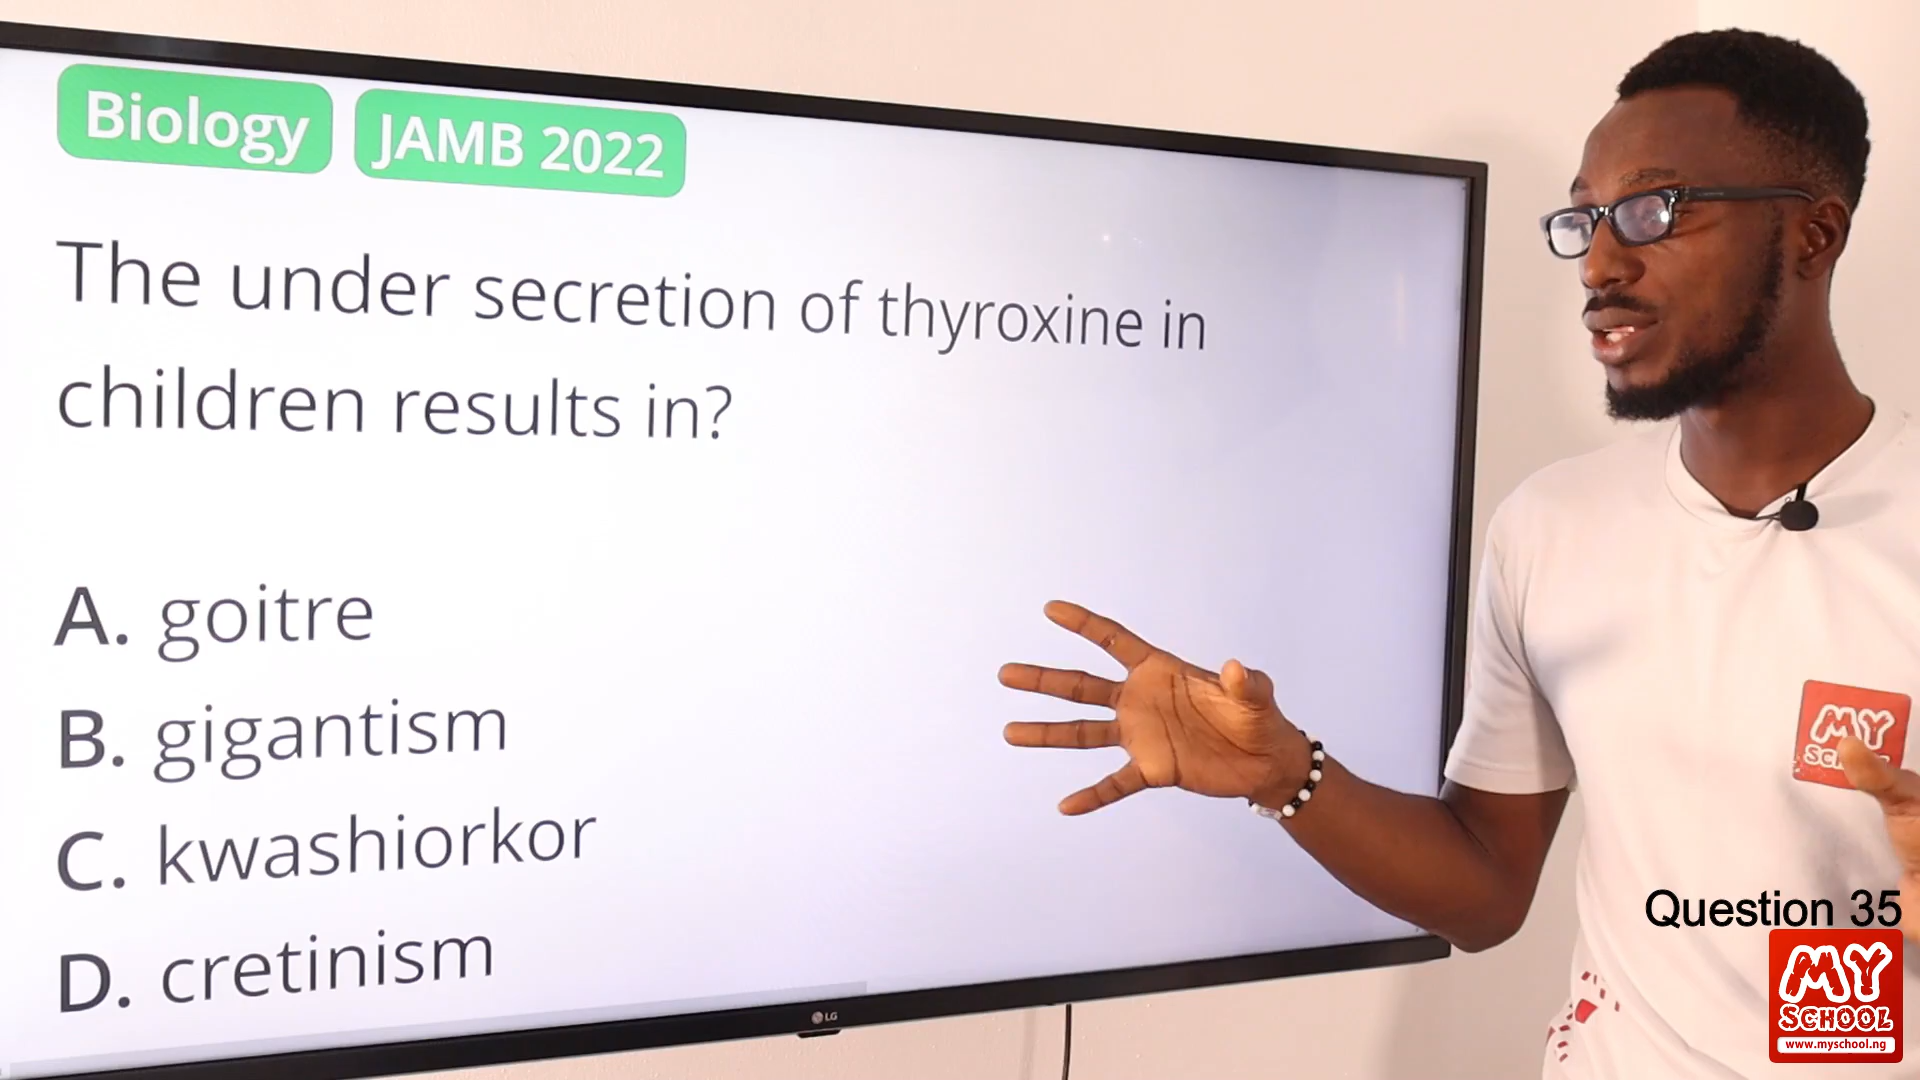 Biology JAMB 2022
The under secretion of thyroxine in
children results in?
A. goitre
B. gigantism
C. kwashiorkor
D. cretinism
LG
MY
Question 35
MY
SCHOOL
www.myschool.ng